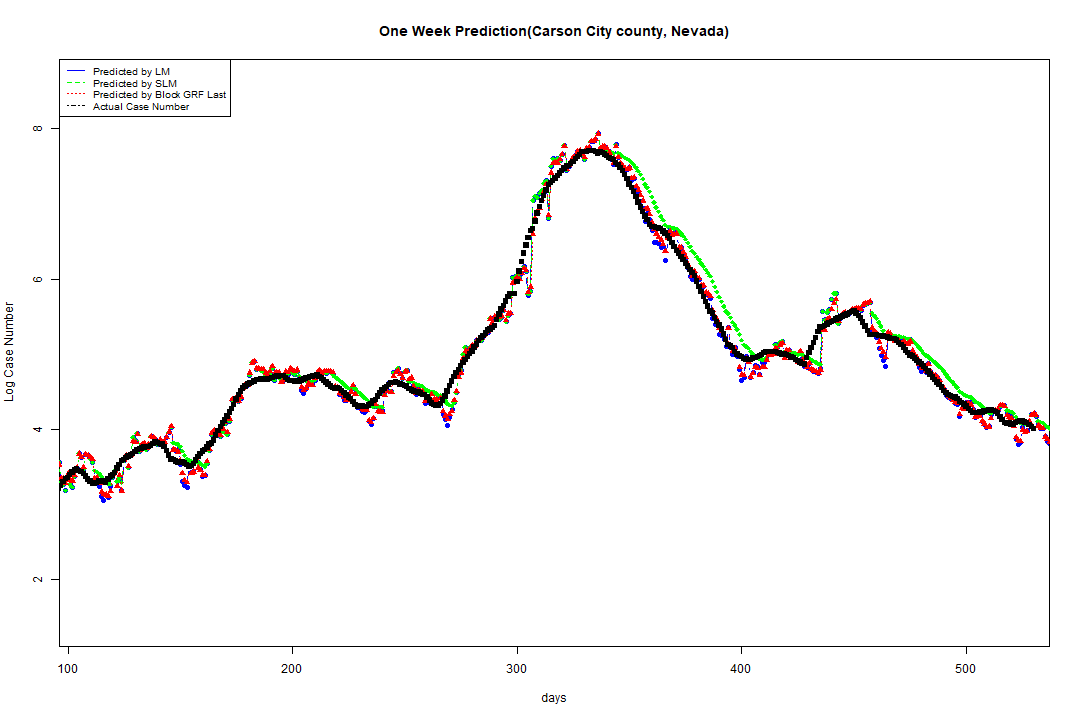 One Week Prediction(Carson City county, Nevada)
Predicted by LM
Predicted by SLM
Predicted by Block GRF Last
Actual Case Number
8
6
4
2
Log Case Number
100 200 300 400 500
days